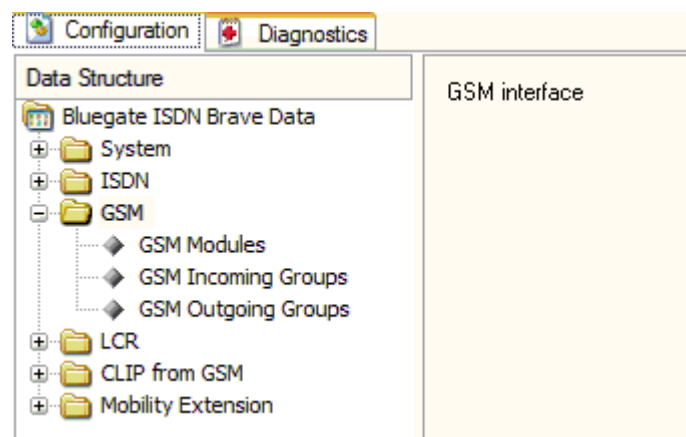 Configuration
Diagnostics
Data Structure
GSM interface
Bluegate ISDN Brave Data
System
ISDN
GSM
GSM Modules
GSM Incoming Groups
GSM Outgoing Groups
LCR
CLIP from GSM
Mobility Extension